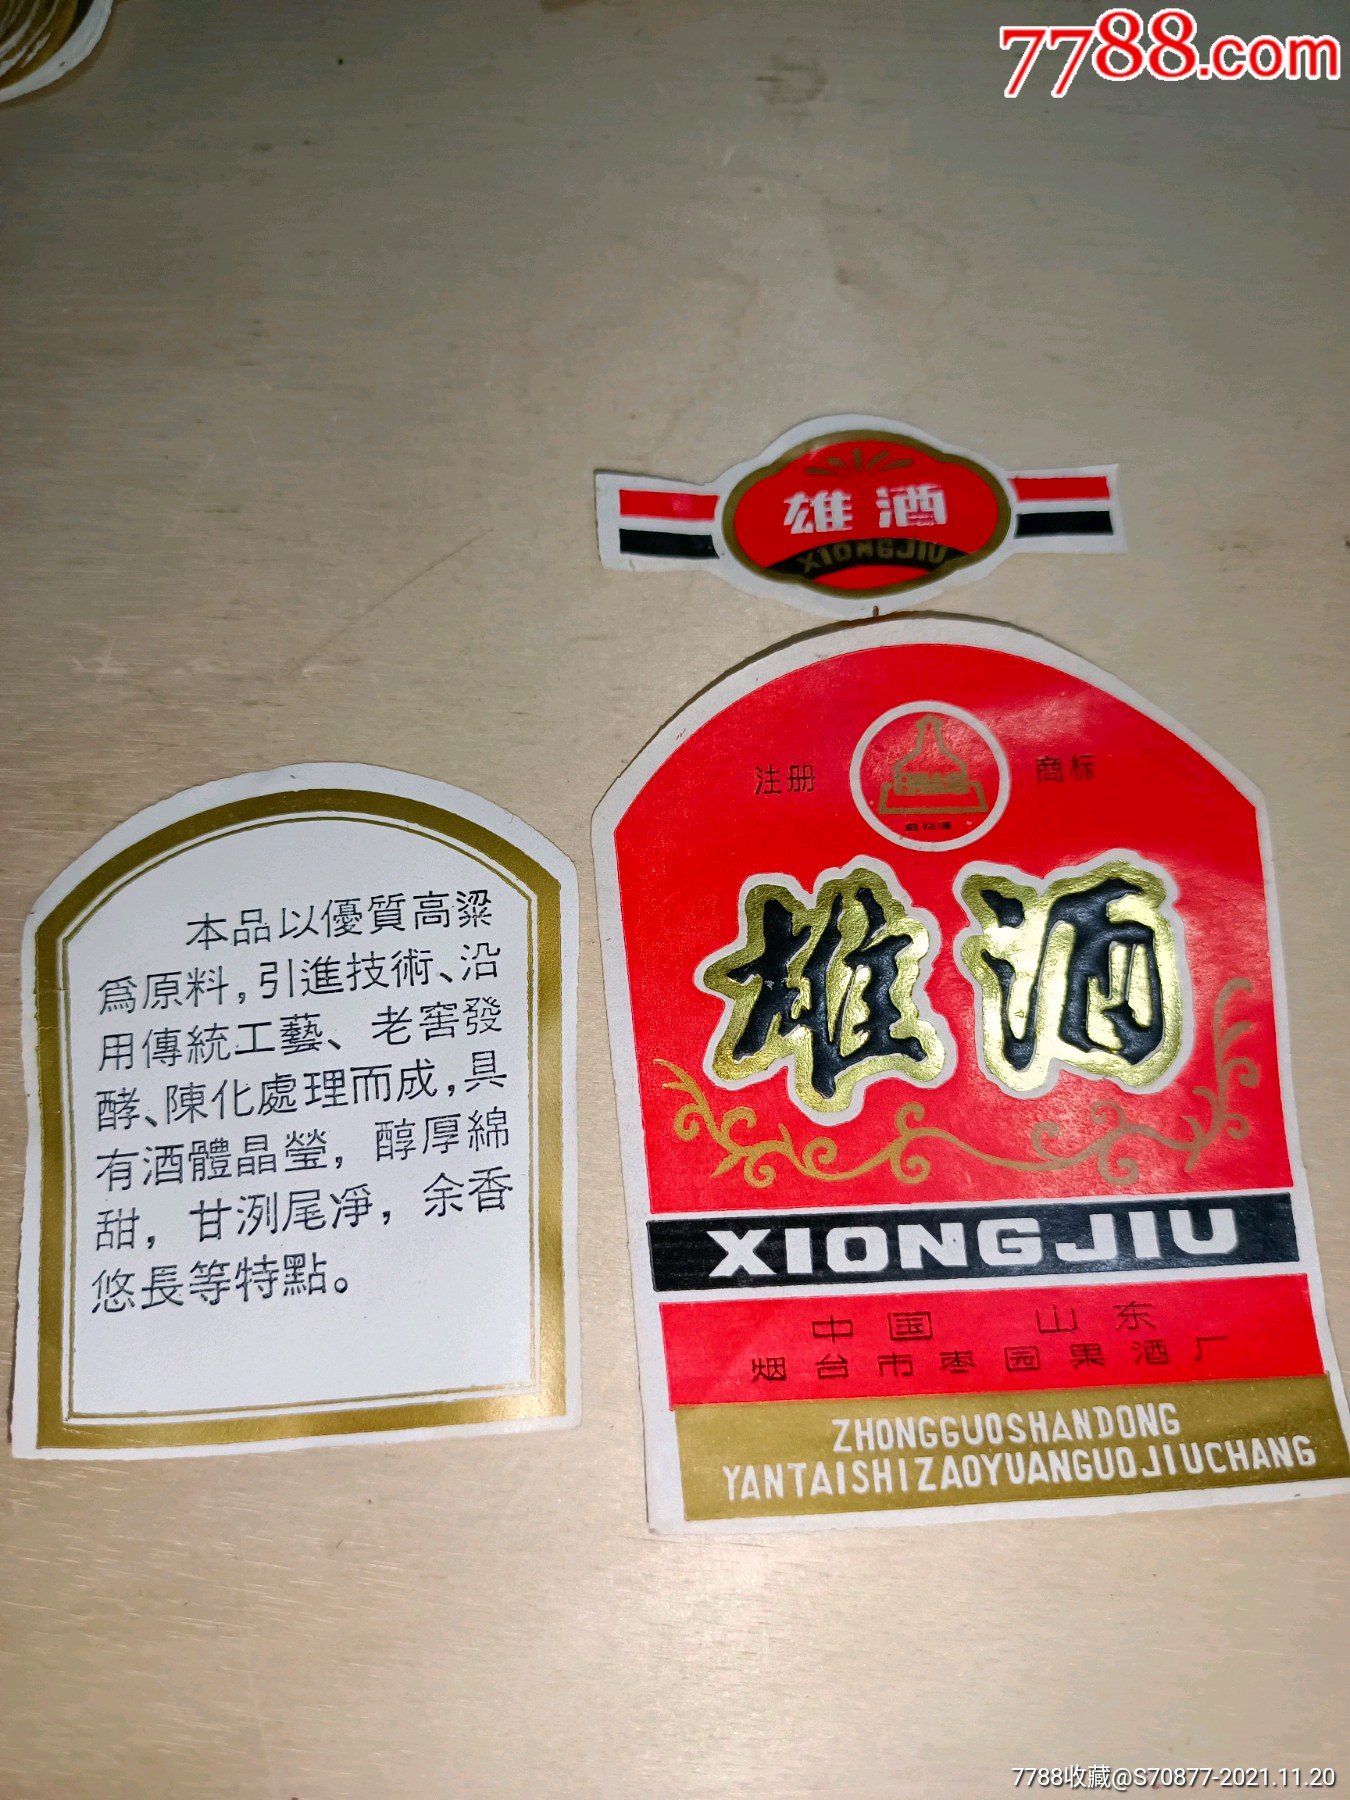 7788.com
雄酒
XIONGJIU
注册 商标
雄酒
XIONGJIU
中国 山东
烟台市枣园果酒厂
ZHONGGUOSHANDONG
YANTAISHIZAOYUANGUOJIUCHANG
本品以優質高粱
爲原料，引進技術、沿
用傳統工藝、老窖發
酵、陳化處理而成，具
有酒體晶瑩，醇厚綿
甜，甘洌尾凈，余香
悠長等特點。
7788收藏@S70877-2021.11.20